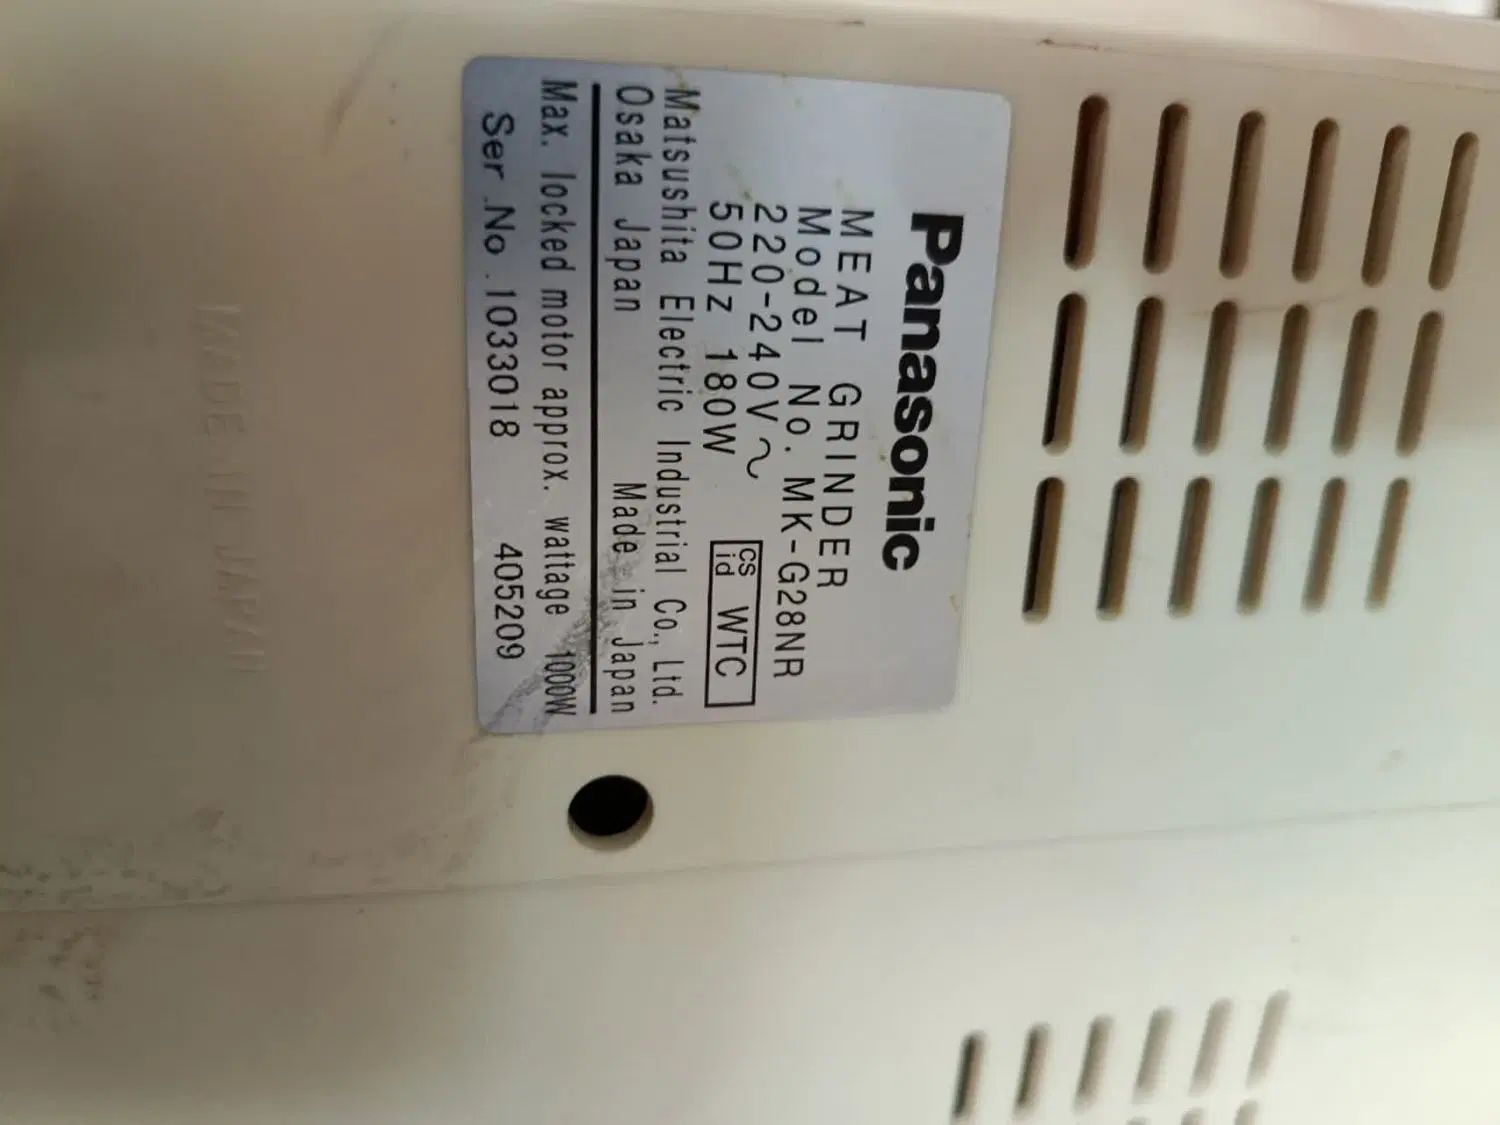 Panasonic
MEAT GRINDER
Model No. MK-G28NR
220-240V∿
50Hz 180W
CS
id
WTC
Matsushita Electric Industrial Co., Ltd.
Osaka Japan Made in Japan
Max. locked motor approx. wattage 1000W
Ser.No.1033018 405209
MADE IN JAPAN